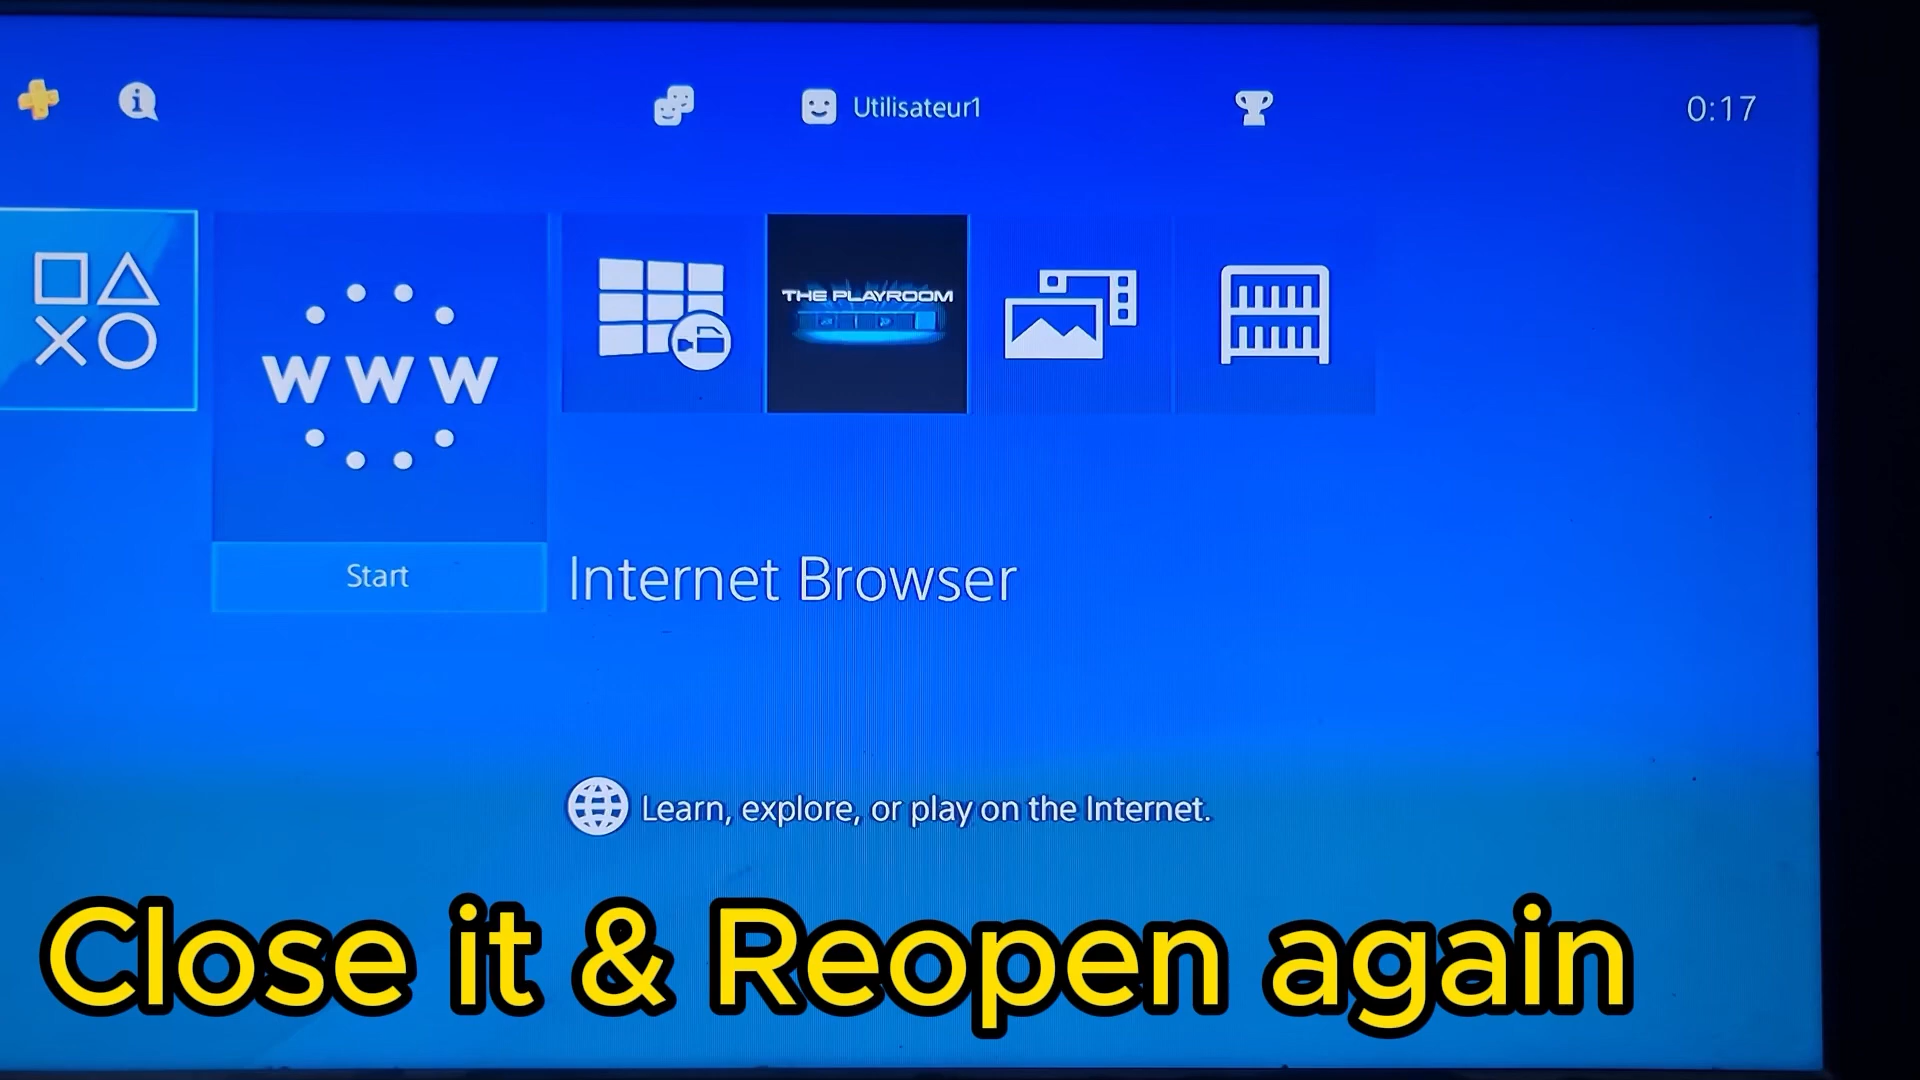 Utilisateur1
0:17
WWW
THE PLAYROOM
Start
Internet Browser
Learn, explore, or play on the Internet.
Close it & Reopen again